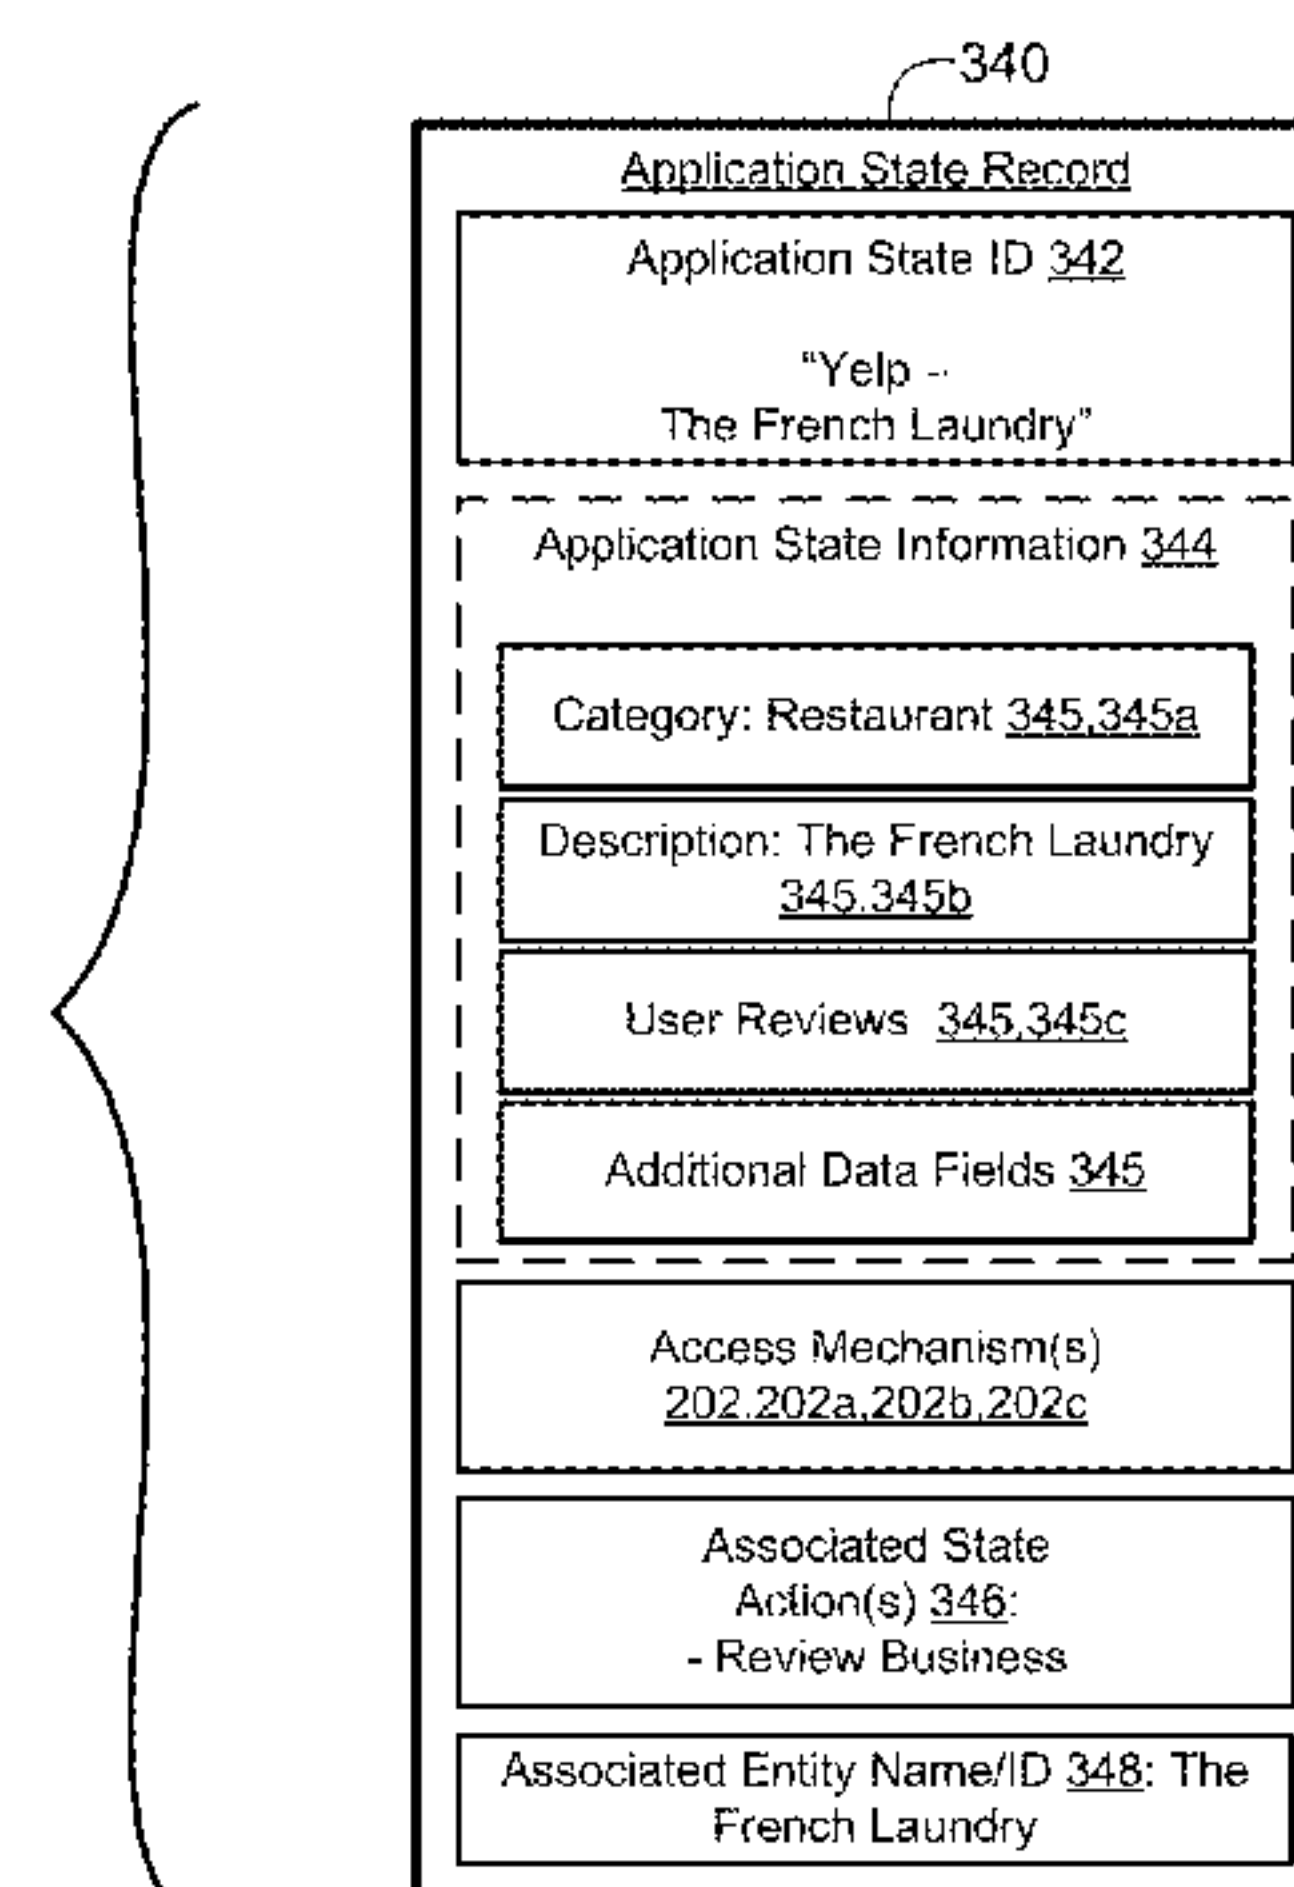 340
Application State Record
Application State ID 342
“Yelp –
The French Laundry”
Application State Information 344
Category: Restaurant 345,345a
Description: The French Laundry
345,345b
User Reviews 345,345c
Additional Data Fields 345
Access Mechanism(s)
202,202a,202b,202c
Associated State
Action(s) 346:
- Review Business
Associated Entity Name/ID 348: The
French Laundry